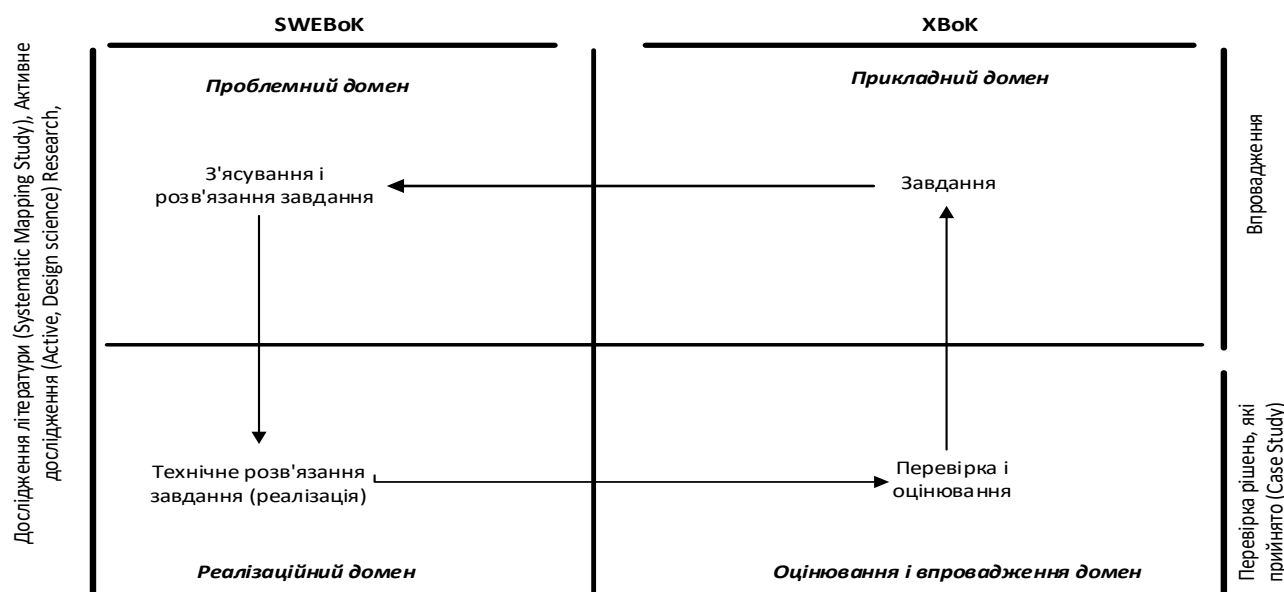 SWEBoK
XBoK
Проблемний домен
Прикладний домен
З'ясування і
розв'язання завдання
Завдання
Технічне розв'язання
завдання (реалізація)
Перевірка і
оцінювання
Реалізаційний домен
Оцінювання і впровадження домен
Дослідження літератури (Systematic Mapping Study), Активне
дослідження (Active, Design science) Research,
Впровадження
Перевірка рішень, які
прийнято (Case Study)